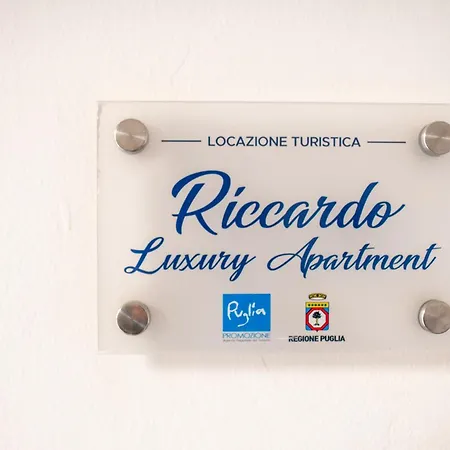 LOCAZIONE TURISTICA
Riccardo
Luxury Apartment
Puglia
PROMOZIONE
REGIONE PUGLIA